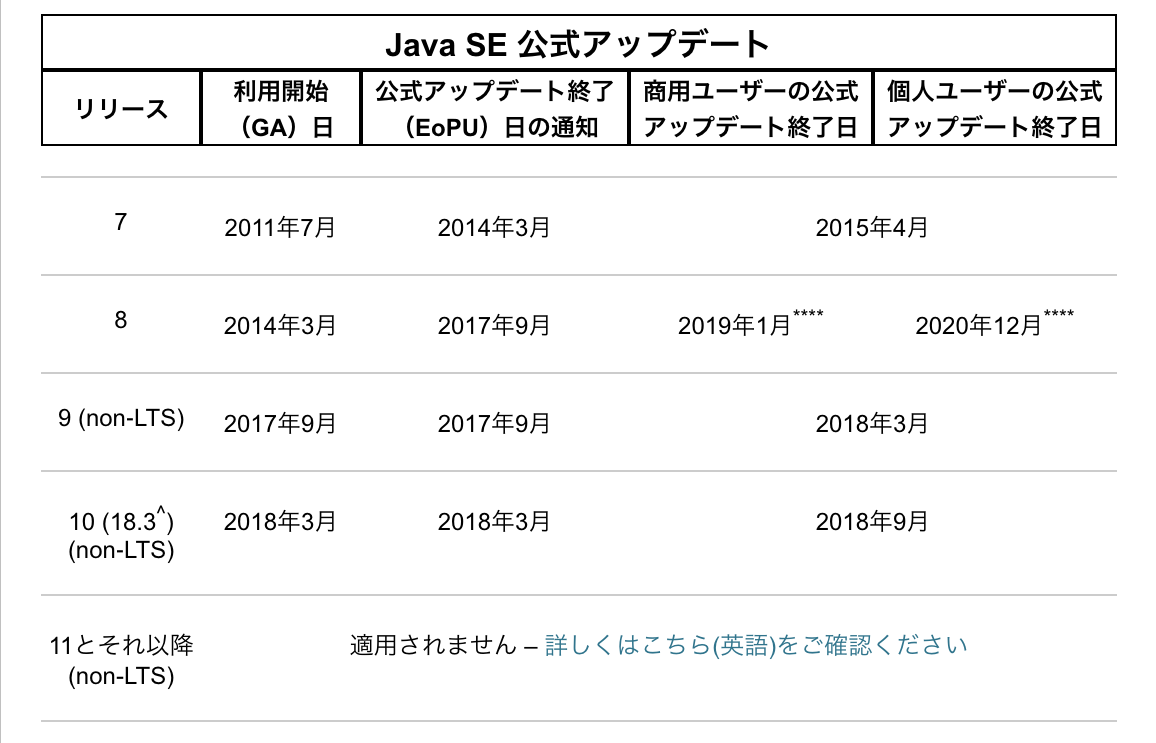 Java SE 公式アップデート
リリース
利用開始
（GA）日
公式アップデート終了
（EoPU）日の通知
商用ユーザーの公式
アップデート終了日
個人ユーザーの公式
アップデート終了日
7
2011年7月
2014年3月
2015年4月
8
2014年3月
2017年9月
2019年1月****
2020年12月****
9 (non-LTS)
2017年9月
2017年9月
2018年3月
10 (18.3^)
(non-LTS)
2018年3月
2018年3月
2018年9月
11とそれ以降
(non-LTS)
適用されません – 詳しくはこちら(英語)をご確認ください